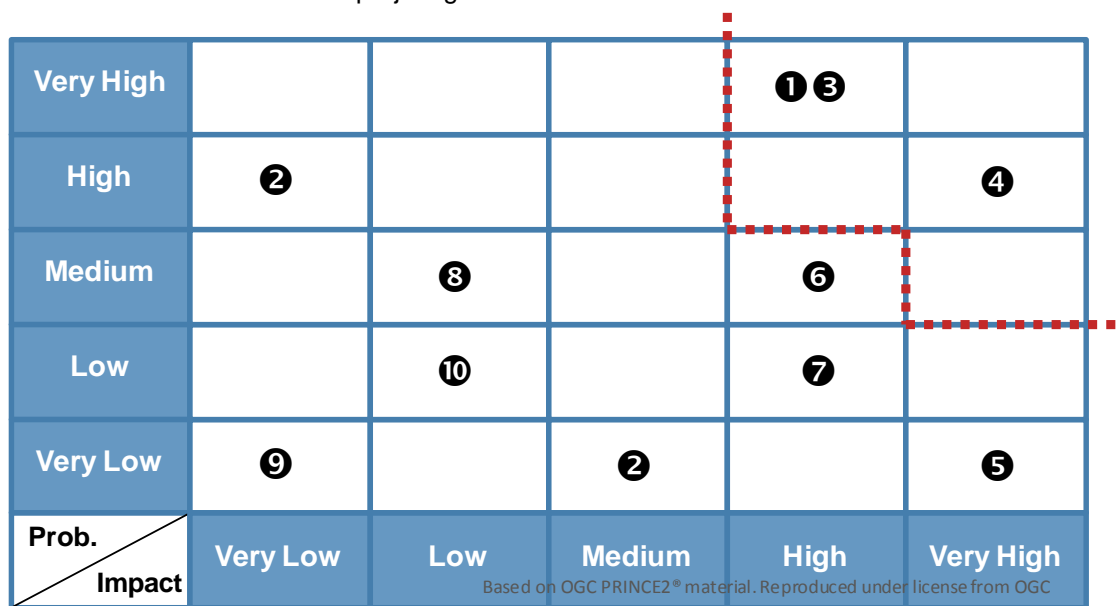 Very High ❶❸
High ❷ ❹
Medium ❽ ❻
Low ❿ ❼
Very Low ❾ ❷ ❺
Prob.
Impact
Very Low Low Medium High Very High
Based on OGC PRINCE2® material. Reproduced under license from OGC